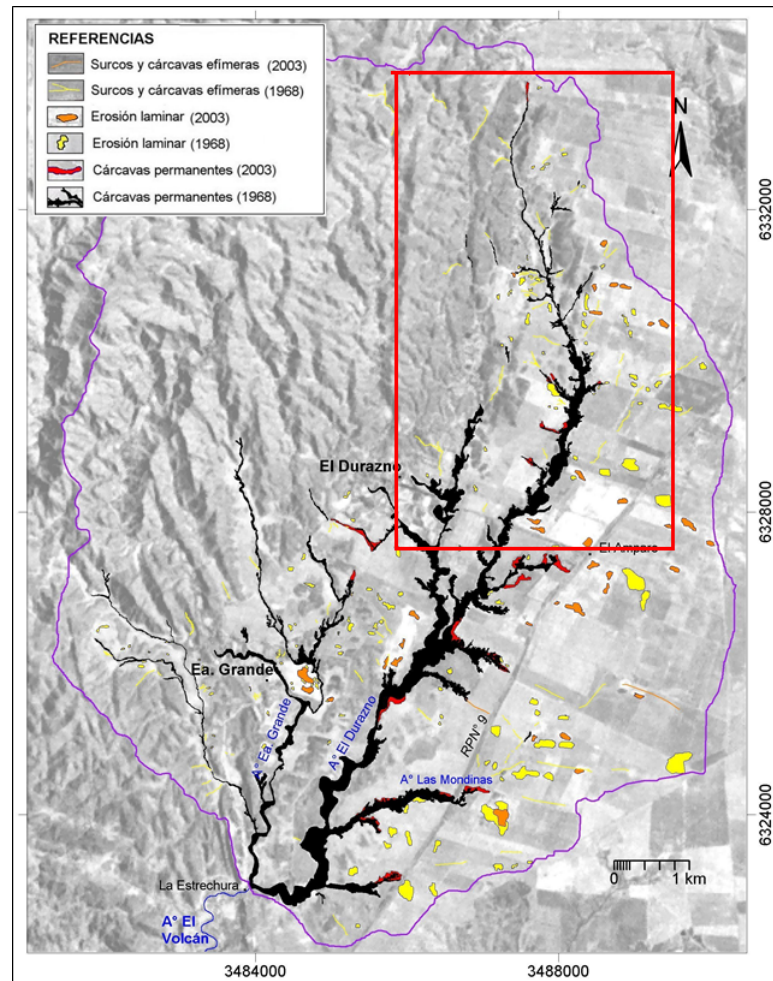 REFERENCIAS
Surcos y cárcavas efímeras (2003)
Surcos y cárcavas efímeras (1968)
Erosión laminar (2003)
Erosión laminar (1968)
Cárcavas permanentes (2003)
Cárcavas permanentes (1968)
N
6332000
El Durazno
6328000
El Amparo
Ea. Grande
A° Ea. Grande
A° El Durazno
RPN° 9
A° Las Mondinas
6324000
La Estrechura
0 1 km
A° El
Volcán
3484000 3488000